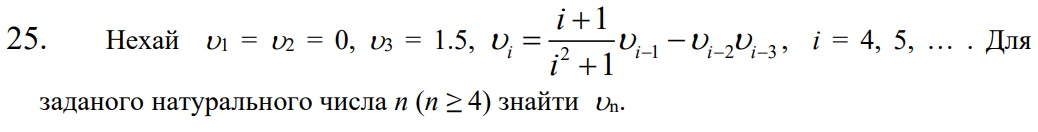 25. Нехай υ₁ = υ₂ = 0, υ₃ = 1.5, υᵢ = (i + 1)/(i² + 1) υᵢ₋₁ − υᵢ₋₂υᵢ₋₃, i = 4, 5, … . Для
заданого натурального числа n (n ≥ 4) знайти υₙ.